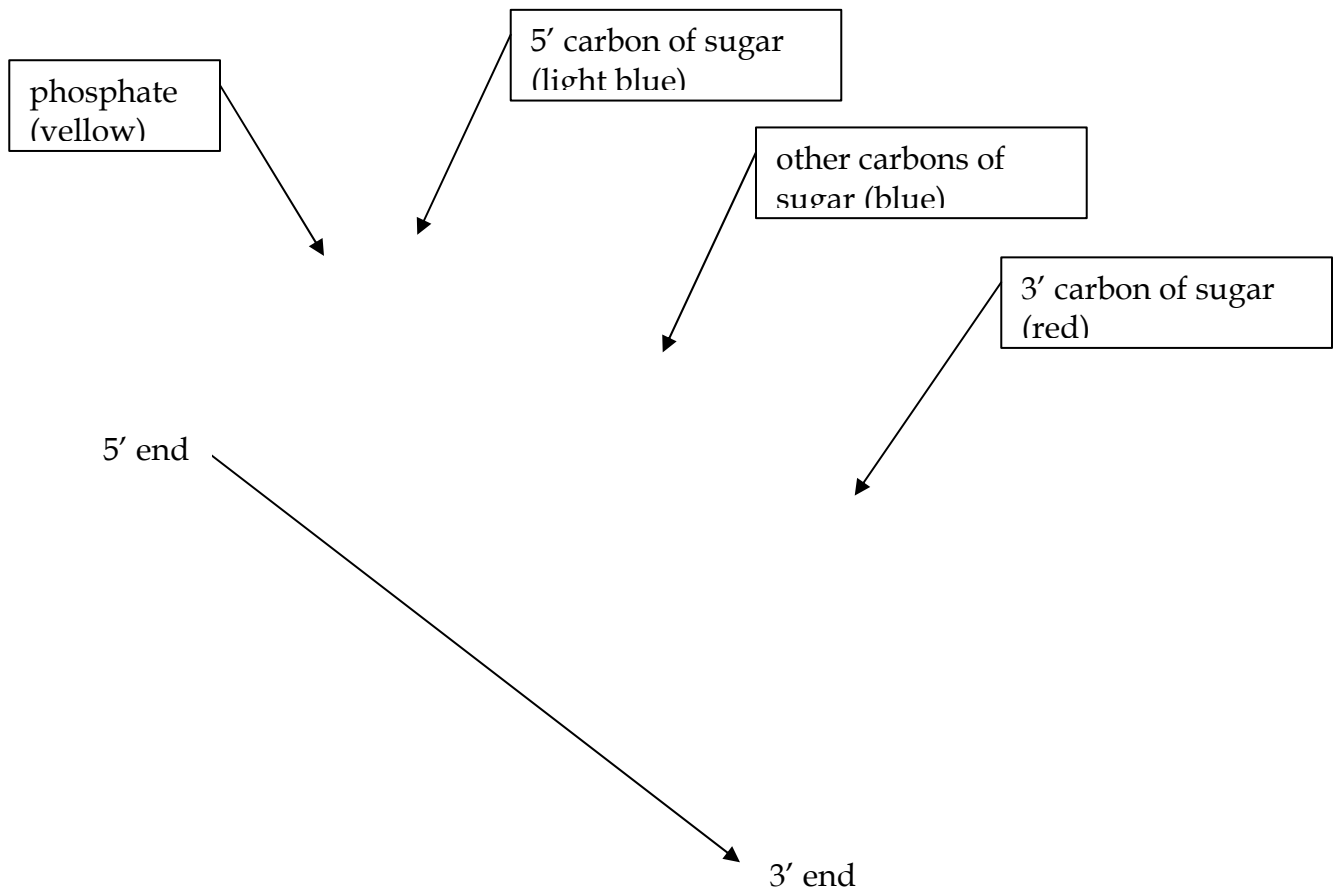 5′ carbon of sugar
(light blue)
phosphate
(yellow)
other carbons of
sugar (blue)
3′ carbon of sugar
(red)
5′ end
3′ end